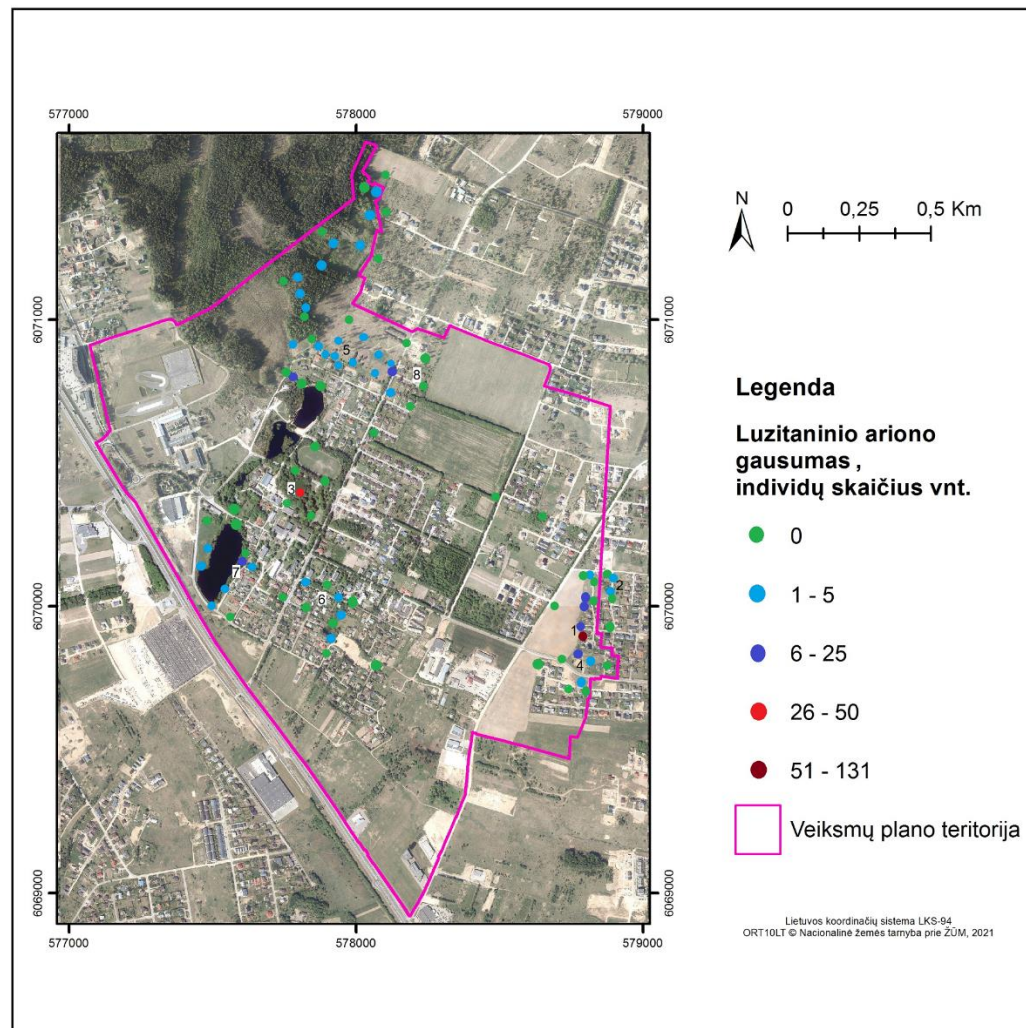 577000
578000
579000
577000
578000
579000
6071000
6070000
6069000
6071000
6070000
6069000
5
8
3
7
6
2
1
4
N
0
0,25
0,5 Km
Legenda
Luzitaninio ariono
gausumas ,
individų skaičius vnt.
0
1 - 5
6 - 25
26 - 50
51 - 131
Veiksmų plano teritorija
Lietuvos koordinačių sistema LKS-94
ORT10LT © Nacionalinė žemės tarnyba prie ŽŪM, 2021